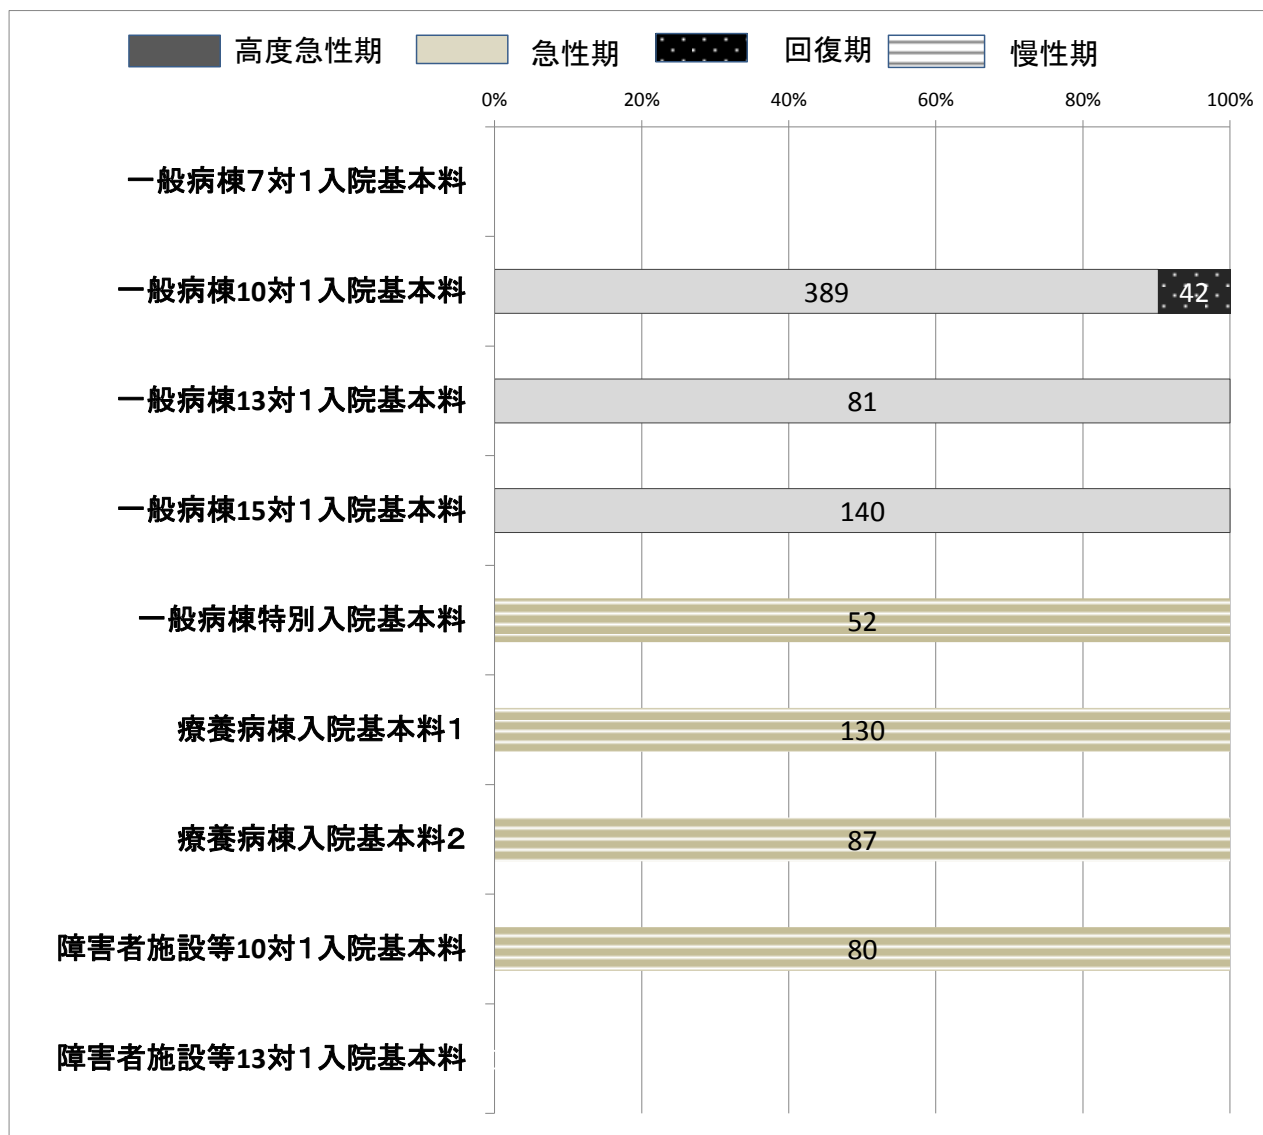 高度急性期 急性期 回復期 慢性期
0% 20% 40% 60% 80% 100%
一般病棟７対１入院基本料
一般病棟10対１入院基本料 389 42
一般病棟13対１入院基本料 81
一般病棟15対１入院基本料 140
一般病棟特別入院基本料 52
療養病棟入院基本料１ 130
療養病棟入院基本料２ 87
障害者施設等10対１入院基本料 80
障害者施設等13対１入院基本料